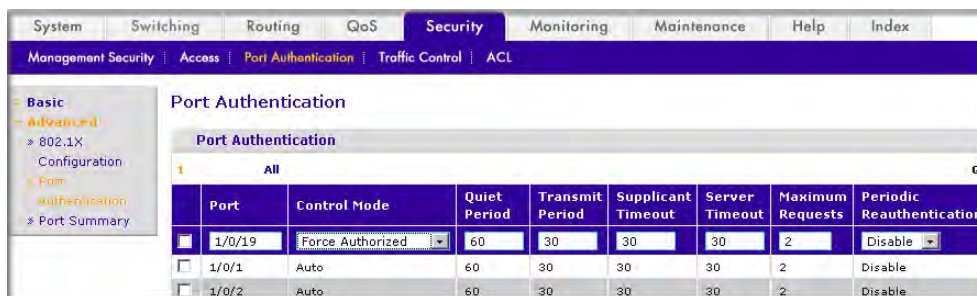 System Switching Routing QoS Security Monitoring Maintenance Help Index
Management Security Access Port Authentication Traffic Control ACL
Basic
Advanced
» 802.1X
Configuration
» Port
Authentication
» Port Summary
Port Authentication
Port Authentication
1 All
Port Control Mode Quiet Period Transmit Period Supplicant Timeout Server Timeout Maximum Requests Periodic Reauthentication
1/0/19 Force Authorized 60 30 30 30 2 Disable
1/0/1 Auto 60 30 30 30 2 Disable
1/0/2 Auto 60 30 30 30 2 Disable